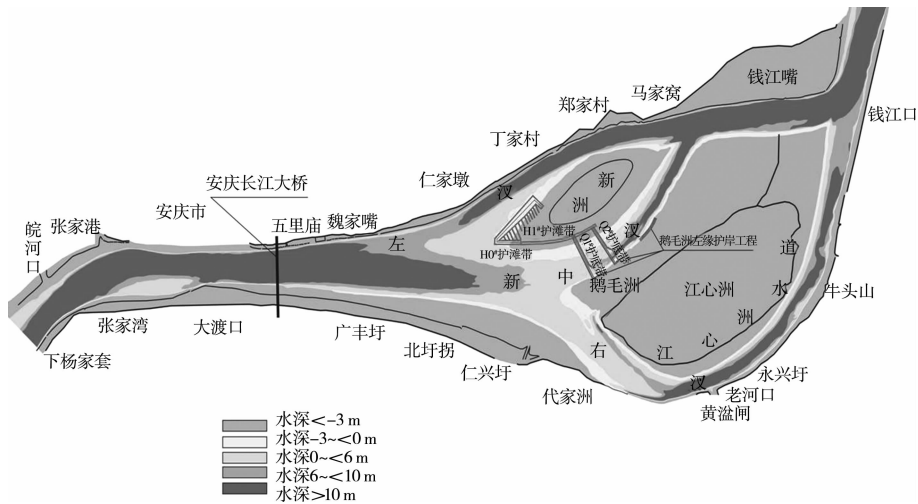 钱江嘴
马家窝
郑家村
钱江口
丁家村
仁家墩
安庆长江大桥
安庆市
五里庙
魏家嘴
张家港
皖河口
左
汊
新洲
H1#护滩带
H0#护滩带
Q1#护底带
Q2#护底带
汊
鹅毛洲左缘护岸工程
新
中
鹅毛洲
江心洲
道
水
洲
心
江
牛头山
张家湾
大渡口
广丰圩
北圩拐
仁兴圩
右
汊
永兴圩
老河口
黄湓闸
代家洲
下杨家套
水深<-3 m
水深-3~<0 m
水深0~<6 m
水深6~<10 m
水深>10 m